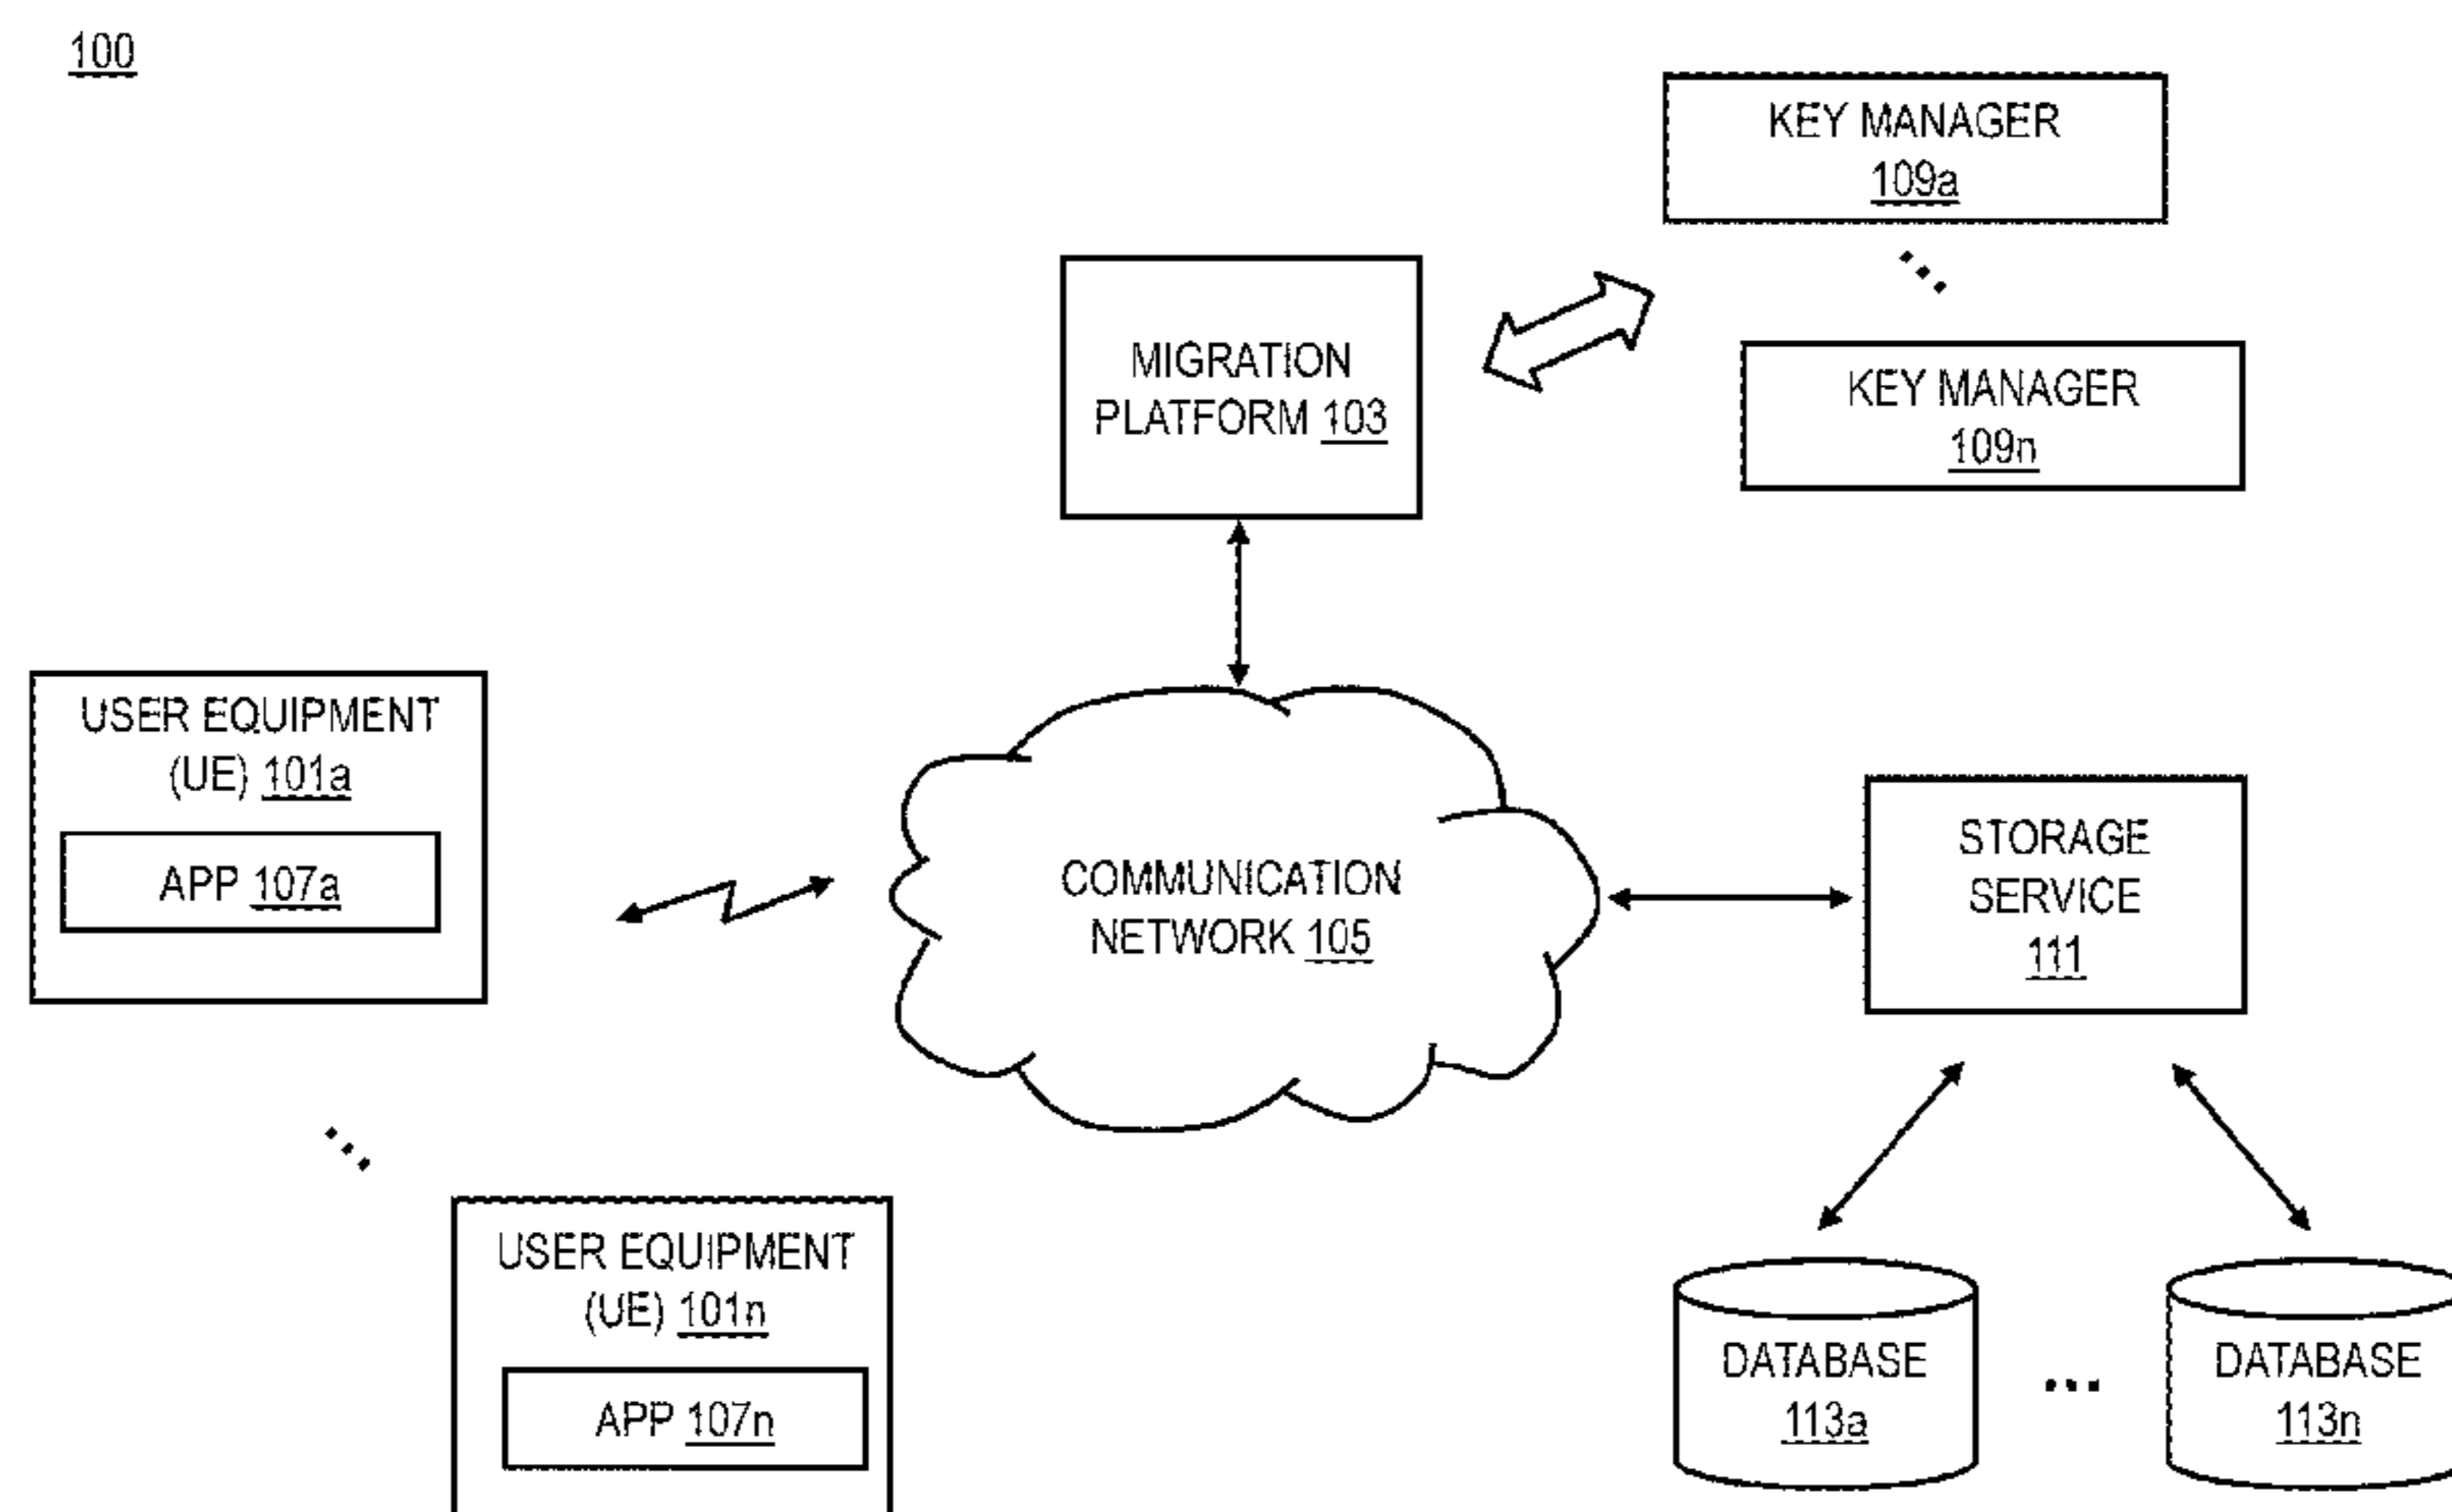 100
KEY MANAGER
109a
KEY MANAGER
109n
MIGRATION
PLATFORM 103
USER EQUIPMENT
(UE) 101a
APP 107a
COMMUNICATION
NETWORK 105
STORAGE
SERVICE
111
USER EQUIPMENT
(UE) 101n
APP 107n
DATABASE
113a
...
DATABASE
113n